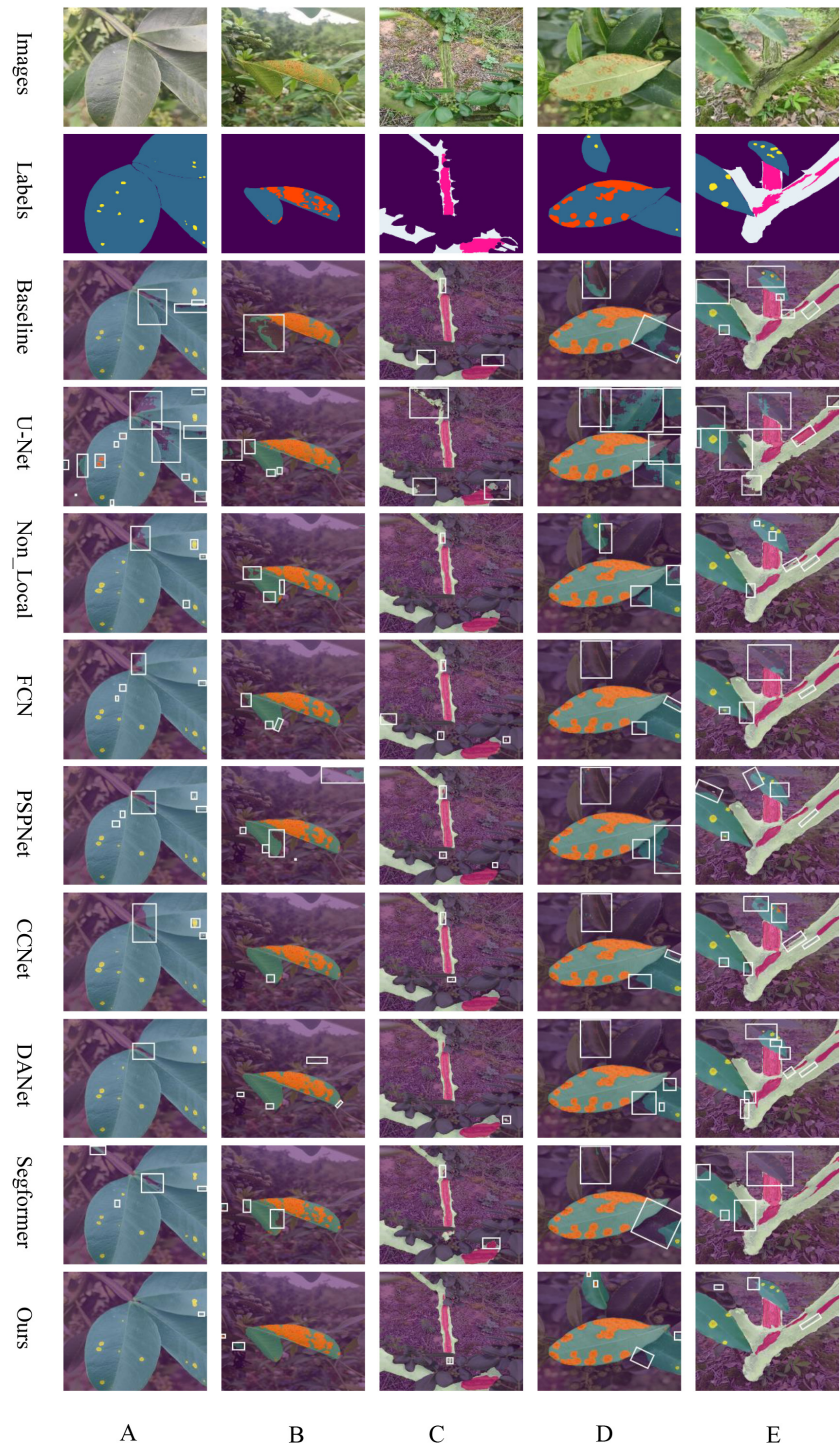 Images
Labels
Baseline
U-Net
Non_Local
FCN
PSPNet
CCNet
DANet
Segformer
Ours
A
B
C
D
E